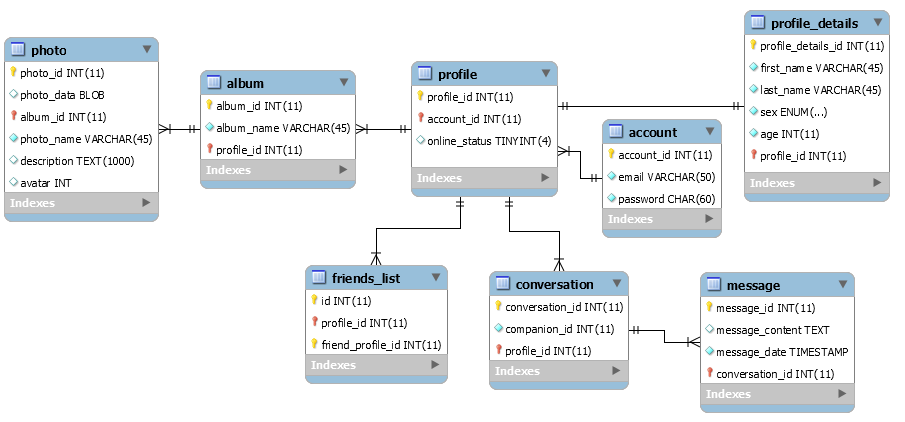 photo
photo_id INT(11)
photo_data BLOB
album_id INT(11)
photo_name VARCHAR(45)
description TEXT(1000)
avatar INT
Indexes
album
album_id INT(11)
album_name VARCHAR(45)
profile_id INT(11)
Indexes
profile
profile_id INT(11)
account_id INT(11)
online_status TINYINT(4)
Indexes
account
account_id INT(11)
email VARCHAR(50)
password CHAR(60)
Indexes
profile_details
profile_details_id INT(11)
first_name VARCHAR(45)
last_name VARCHAR(45)
sex ENUM(...)
age INT(11)
profile_id INT(11)
Indexes
friends_list
id INT(11)
profile_id INT(11)
friend_profile_id INT(11)
Indexes
conversation
conversation_id INT(11)
companion_id INT(11)
profile_id INT(11)
Indexes
message
message_id INT(11)
message_content TEXT
message_date TIMESTAMP
conversation_id INT(11)
Indexes